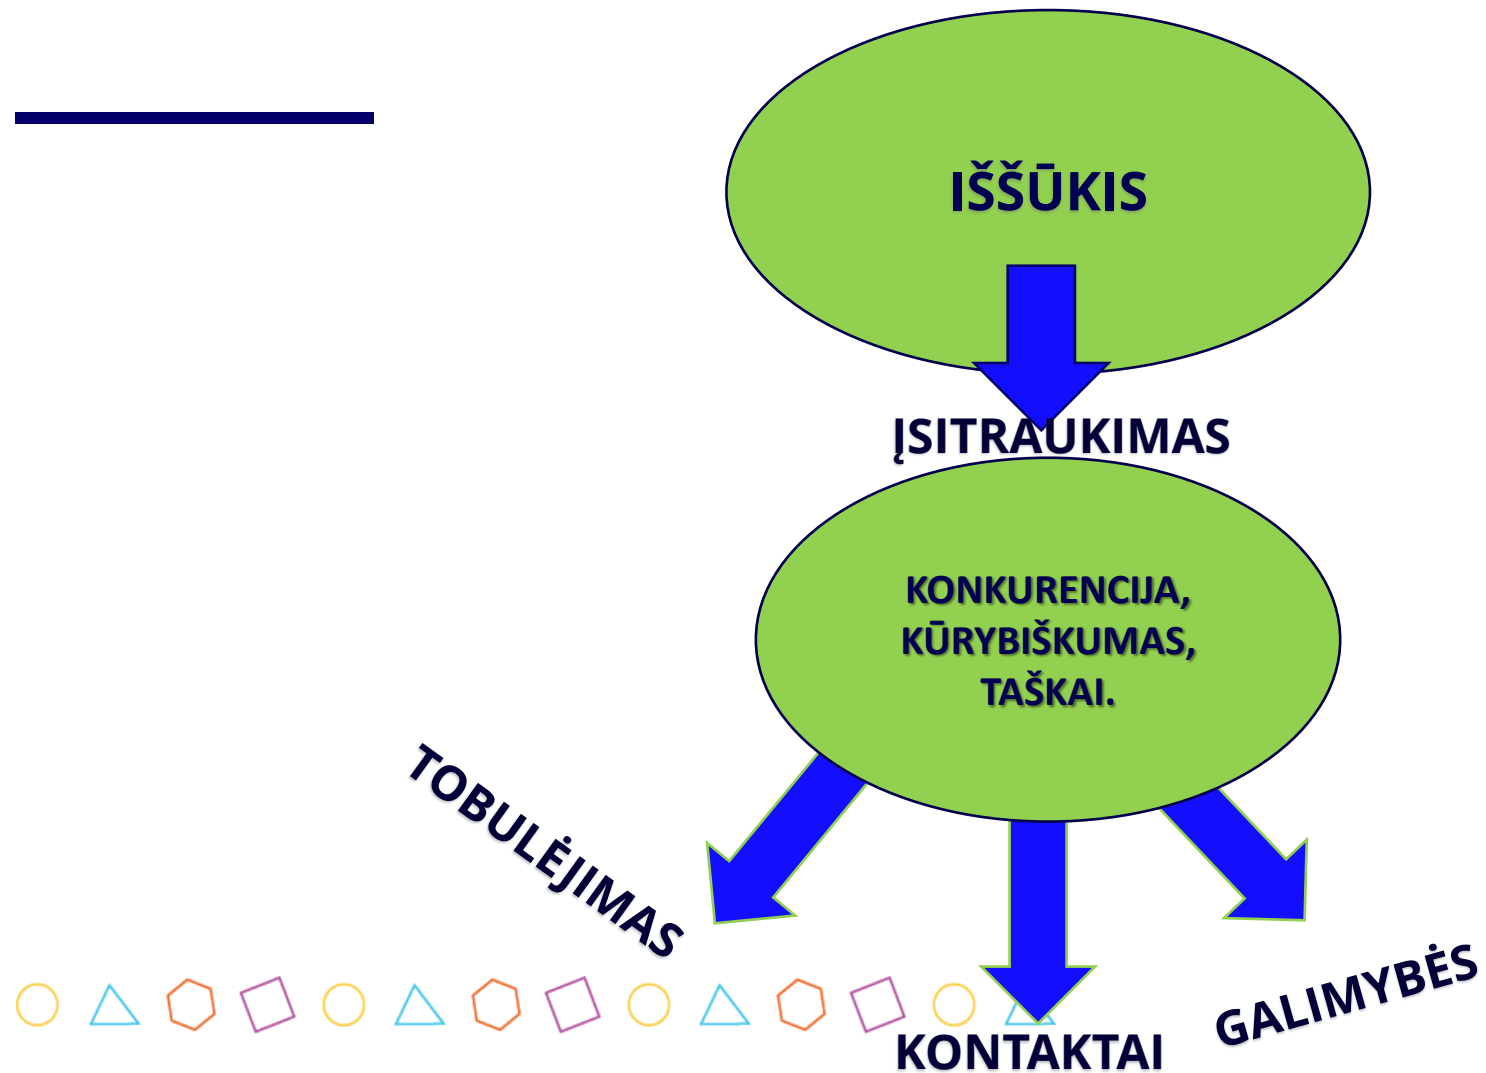 IŠŠŪKIS
ĮSITRAUKIMAS
KONKURENCIJA,
KŪRYBIŠKUMAS,
TAŠKAI.
TOBULĖJIMAS
KONTAKTAI
GALIMYBĖS